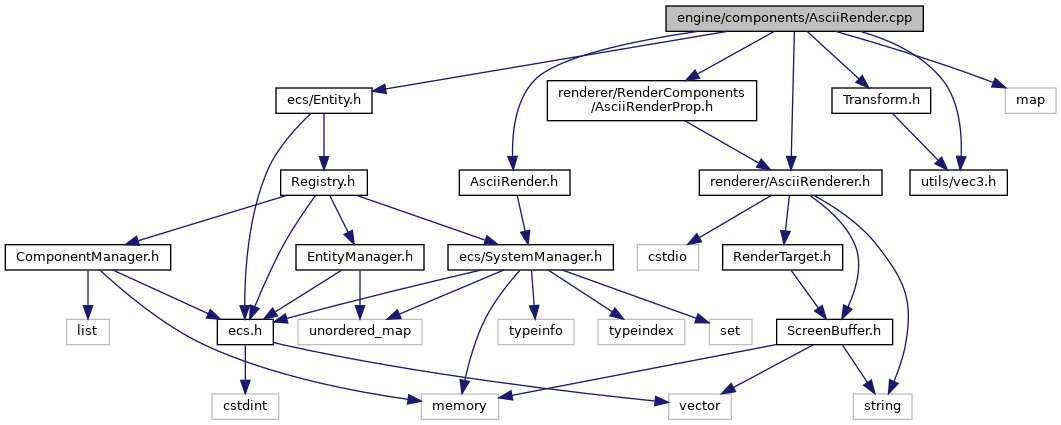 engine/components/AsciiRender.cpp
ecs/Entity.h
renderer/RenderComponents
/AsciiRenderProp.h
Transform.h
map
Registry.h
AsciiRender.h
renderer/AsciiRenderer.h
utils/vec3.h
ComponentManager.h
EntityManager.h
ecs/SystemManager.h
cstdio
RenderTarget.h
list
ecs.h
unordered_map
typeinfo
typeindex
set
ScreenBuffer.h
cstdint
memory
vector
string